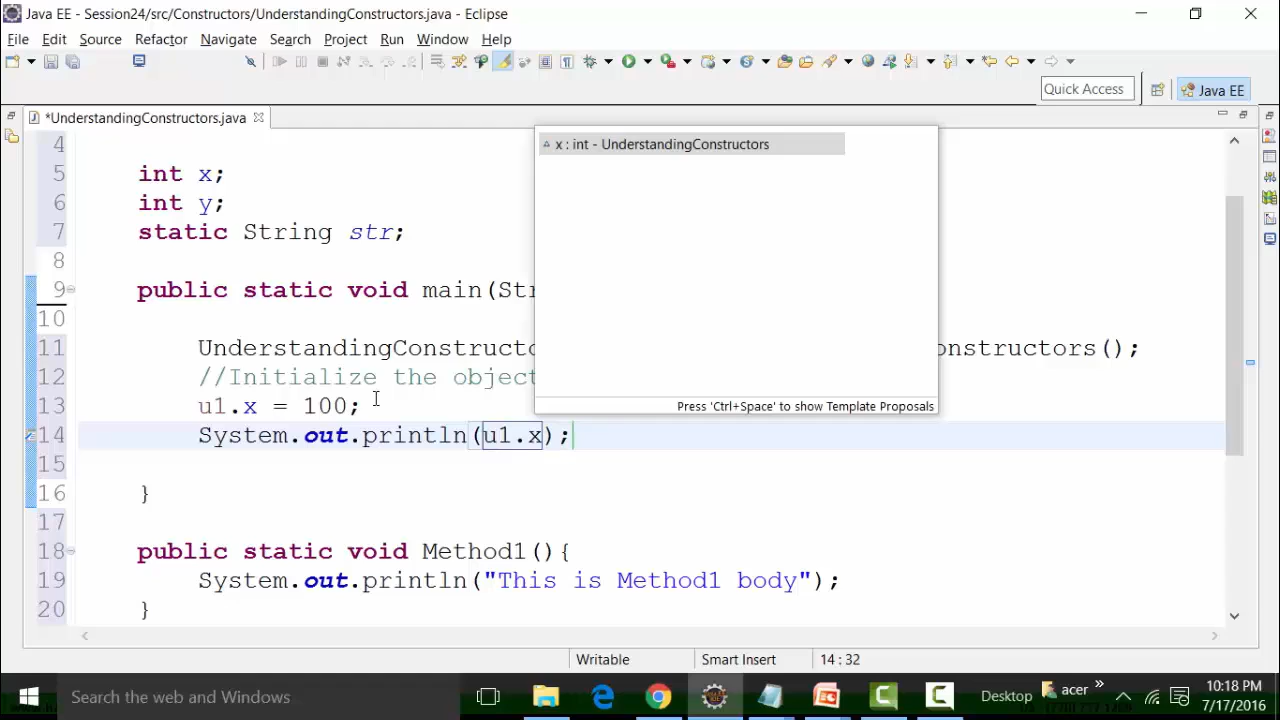 Java EE - Session24/src/Constructors/UnderstandingConstructors.java - Eclipse
File Edit Source Refactor Navigate Search Project Run Window Help
Quick Access
Java EE
*UnderstandingConstructors.java
4
5 int x;
6 int y;
7 static String str;
8
9 public static void main(Str
10
11 UnderstandingConstructo onstructors();
12 //Initialize the object
13 u1.x = 100;
14 System.out.println(u1.x);
15
16 }
17
18 public static void Method1(){
19 System.out.println("This is Method1 body");
20 }
x : int - UnderstandingConstructors
Press 'Ctrl+Space' to show Template Proposals
Writable Smart Insert 14 : 32
Search the web and Windows
Desktop acer » 10:18 PM
7/17/2016